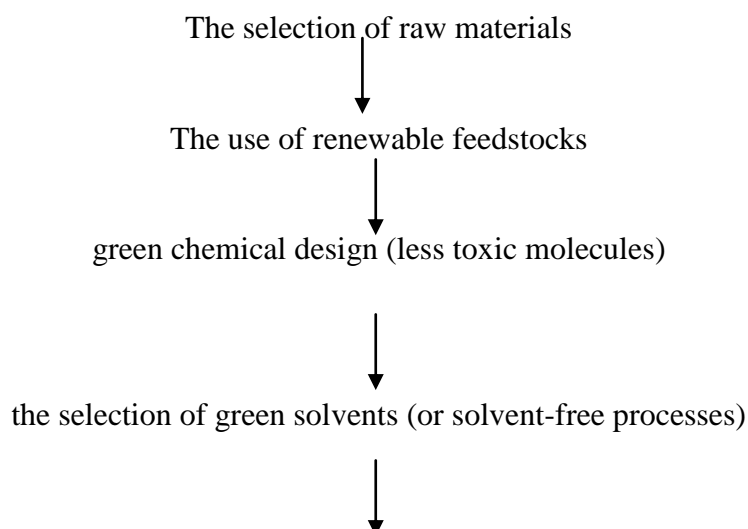 The selection of raw materials
The use of renewable feedstocks
green chemical design (less toxic molecules)
the selection of green solvents (or solvent-free processes)